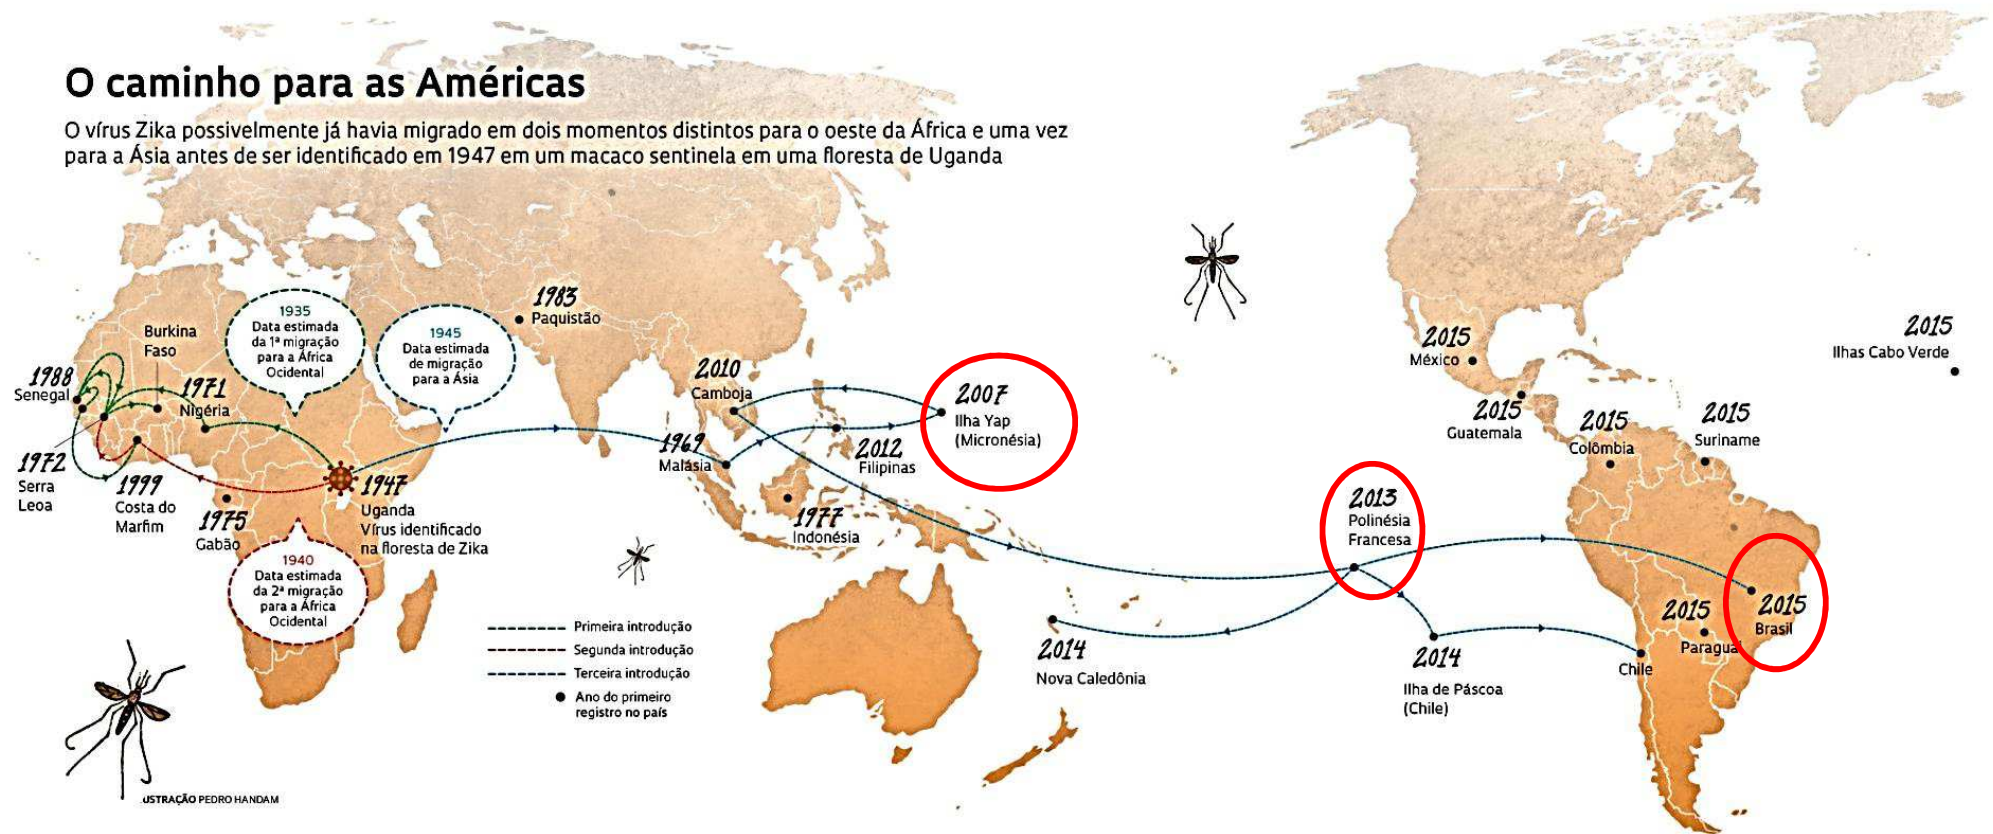 O caminho para as Américas
O vírus Zika possivelmente já havia migrado em dois momentos distintos para o oeste da África e uma vez
para a Ásia antes de ser identificado em 1947 em um macaco sentinela em uma floresta de Uganda
1988
Senegal
Burkina
Faso
1971
Nigéria
1935
Data estimada
da 1ª migração
para a África
Ocidental
1945
Data estimada
de migração
para a Ásia
1983
Paquistão
1972
Serra
Leoa
1999
Costa do
Marfim
1975
Gabão
1947
Uganda
Vírus identificado
na floresta de Zika
1940
Data estimada
da 2ª migração
para a África
Ocidental
2010
Camboja
1969
Malásia
2012
Filipinas
1977
Indonésia
2007
Ilha Yap
(Micronésia)
2013
Polinésia
Francesa
2014
Nova Caledônia
2014
Ilha de Páscoa
(Chile)
Chile
2015
México
2015
Guatemala
2015
Colômbia
2015
Suriname
2015
Ilhas Cabo Verde
2015
Paraguai
2015
Brasil
Primeira introdução
Segunda introdução
Terceira introdução
Ano do primeiro
registro no país
USTRAÇÃO PEDRO HANDAM